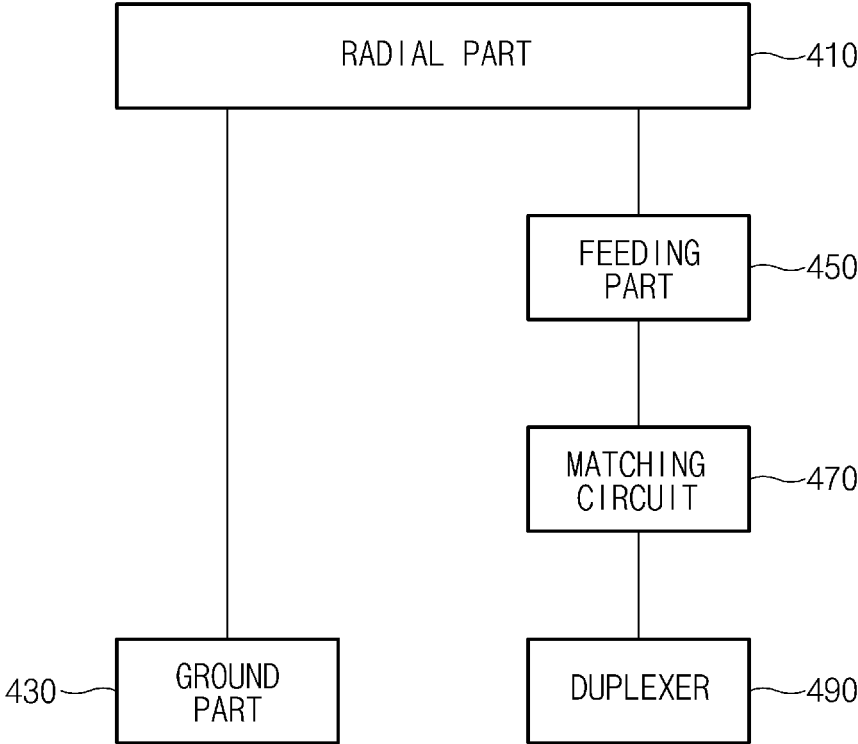 RADIAL PART
410
FEEDING
PART
450
MATCHING
CIRCUIT
470
430
GROUND
PART
DUPLEXER
490